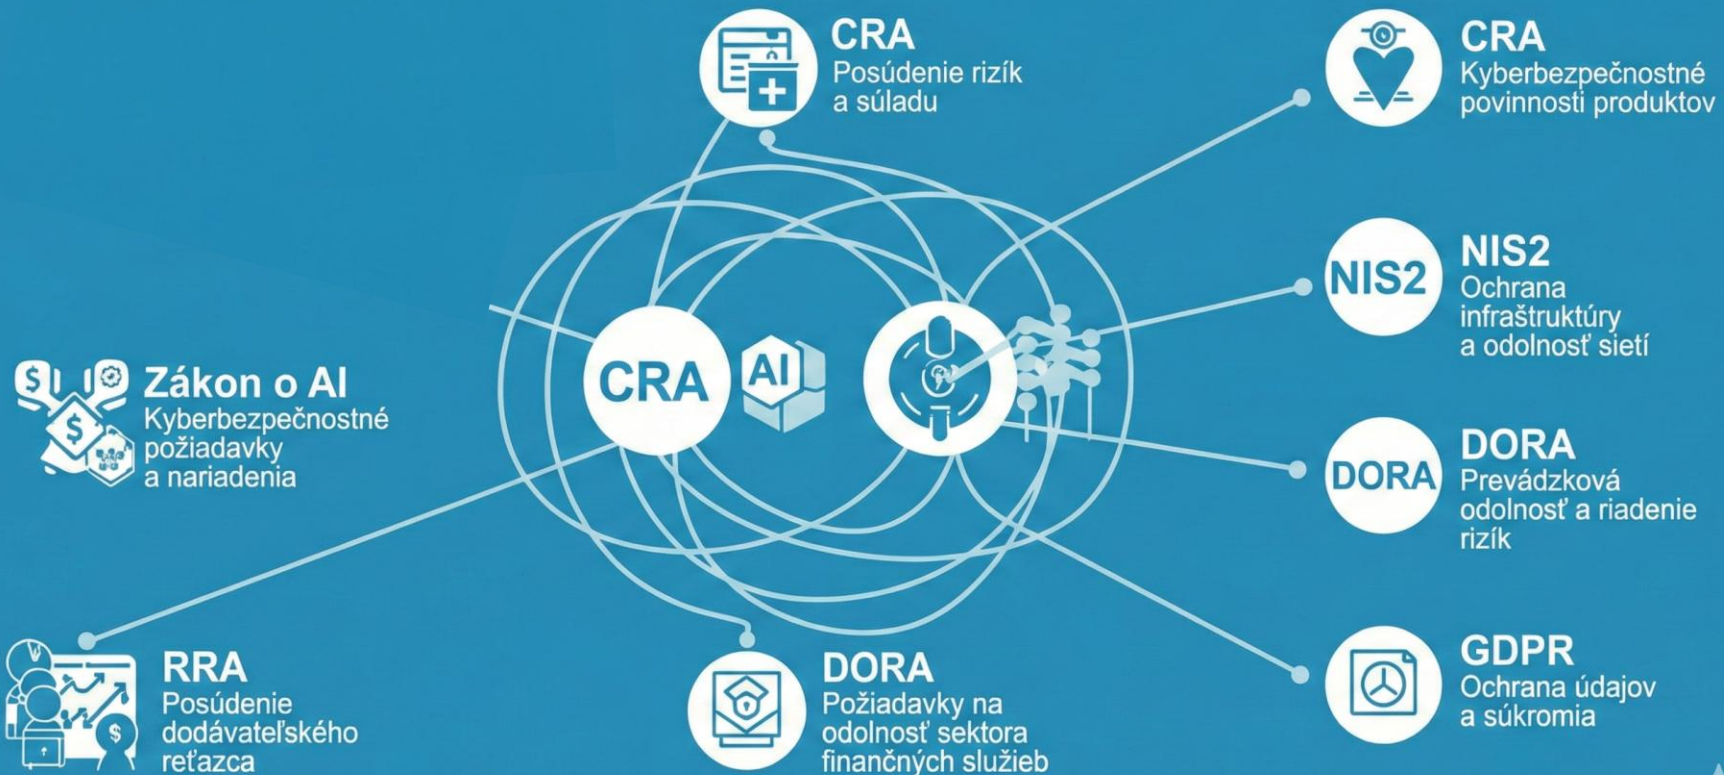 CRA
Posúdenie rizík
a súladu
CRA
Kyberbezpečnostné
povinnosti produktov
NIS2
NIS2
Ochrana
infraštruktúry
a odolnosť sietí
CRA
AI
$
$
Zákon o AI
Kyberbezpečnostné
požiadavky
a nariadenia
DORA
DORA
Prevádzková
odolnosť a riadenie
rizík
$
RRA
Posúdenie
dodávateľského
reťazca
DORA
Požiadavky na
odolnosť sektora
finančných služieb
GDPR
Ochrana údajov
a súkromia